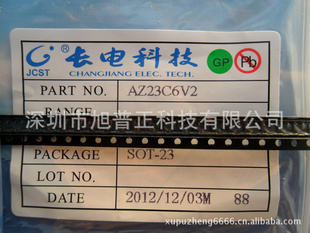 JCST
长电科技
CHANGJIANG ELEC. TECH.
GP
Pb
PART NO. AZ23C6V2
RANGE
深圳市旭普正科技有限公司
PACKAGE SOT-23
LOT NO.
DATE 2012/12/03M 88
xupuzheng6666.cn.alibaba.com